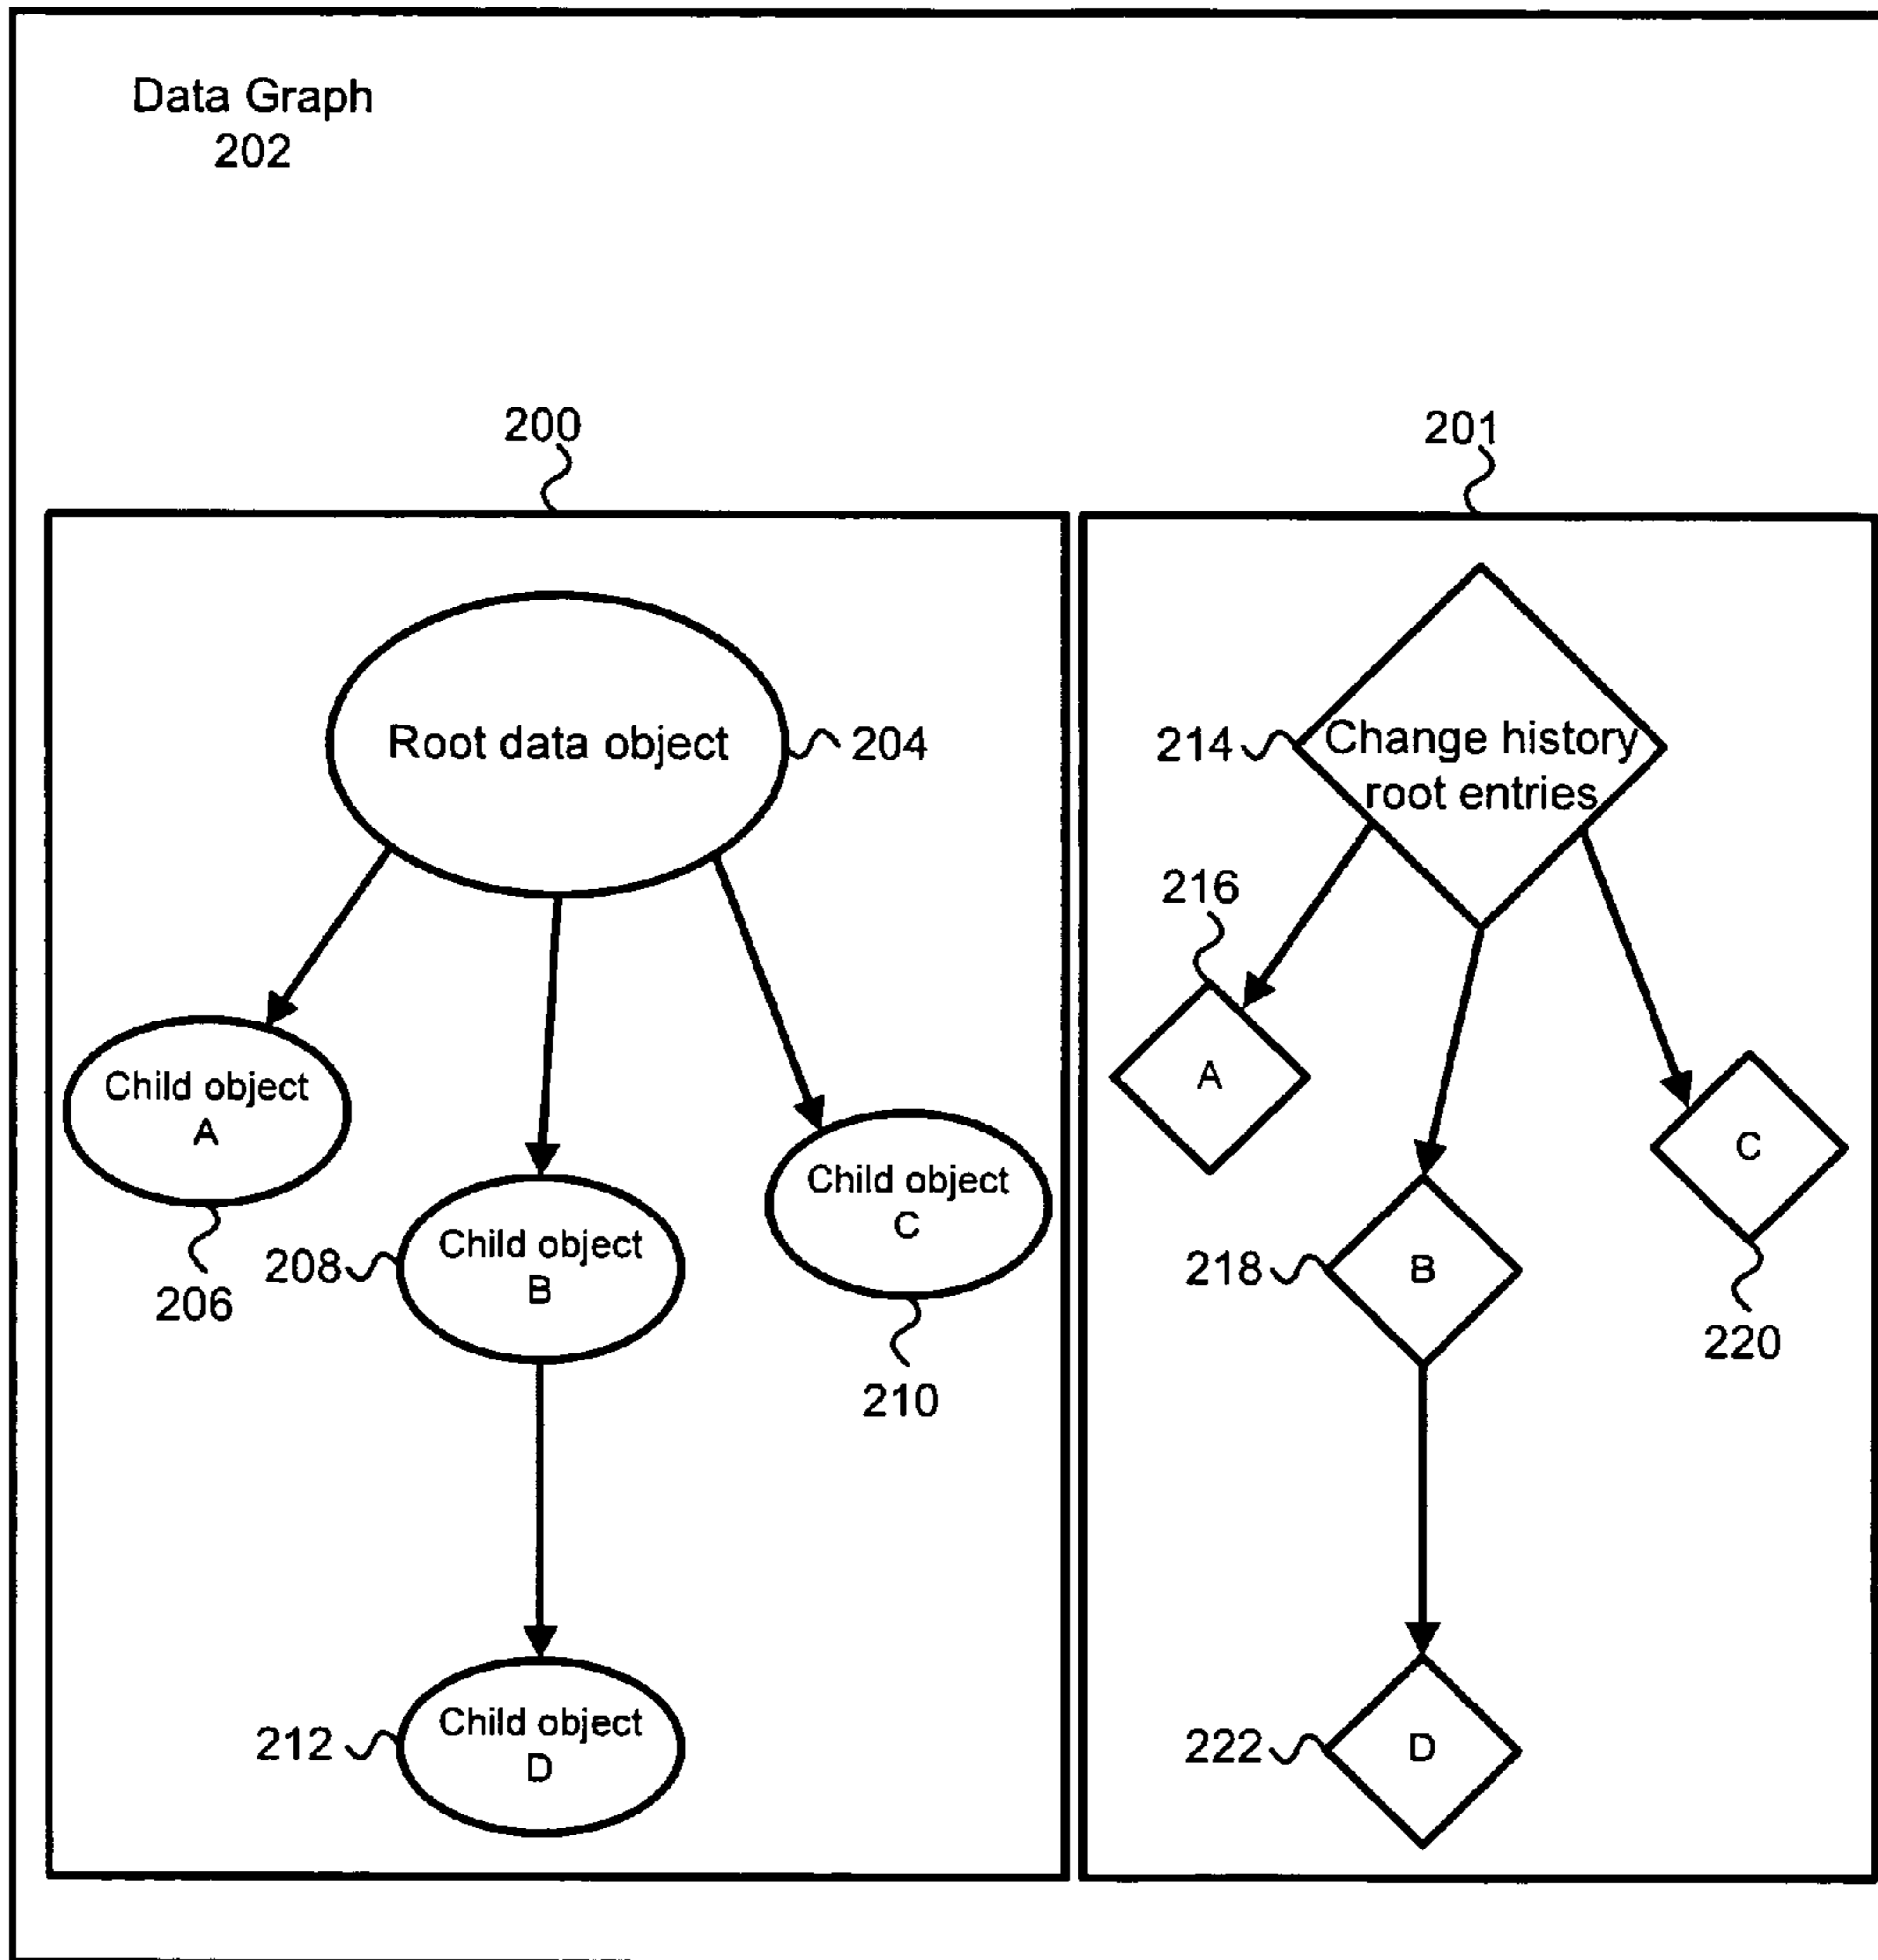 Data Graph
202
200
201
Root data object
204
214
Change history
root entries
216
Child object
A
A
Child object
C
C
208
Child object
B
218
B
206
220
210
212
Child object
D
222
D